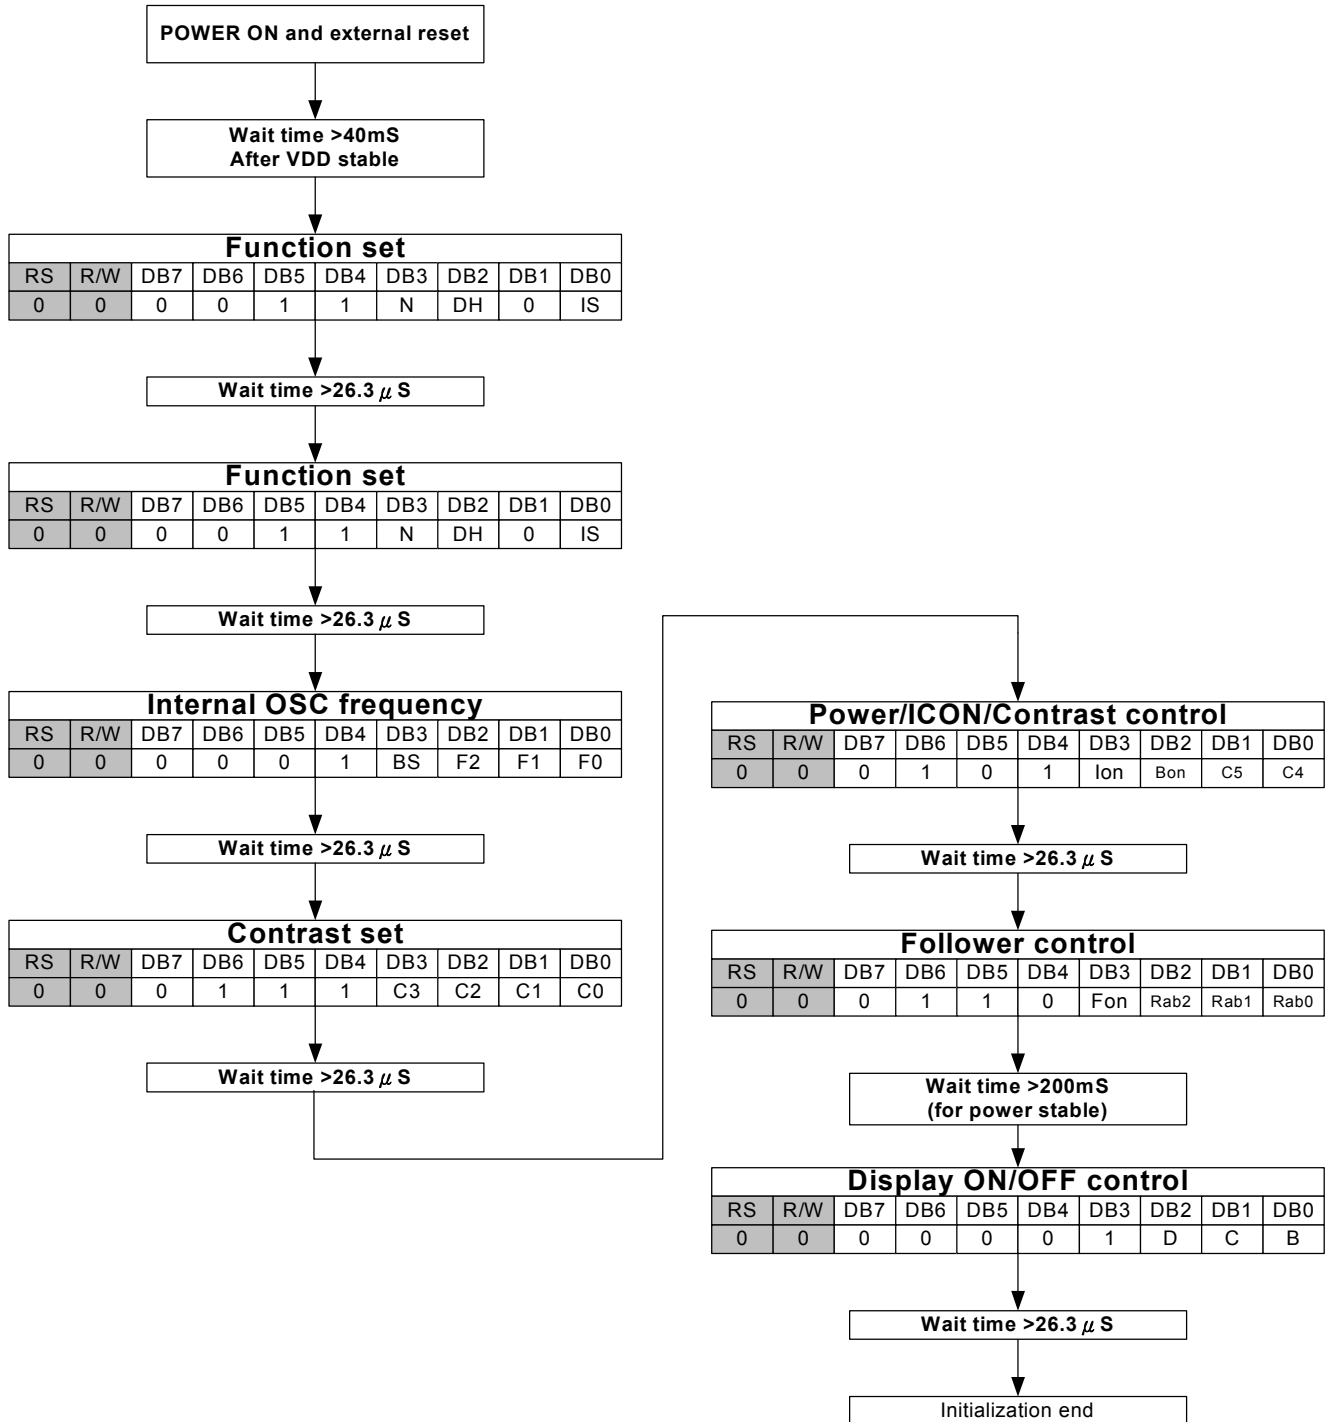 POWER ON and external reset
Wait time >40mS
After VDD stable
Function set
RS R/W DB7 DB6 DB5 DB4 DB3 DB2 DB1 DB0
0 0 0 0 1 1 N DH 0 IS
Wait time >26.3 μ S
Function set
RS R/W DB7 DB6 DB5 DB4 DB3 DB2 DB1 DB0
0 0 0 0 1 1 N DH 0 IS
Wait time >26.3 μ S
Internal OSC frequency
RS R/W DB7 DB6 DB5 DB4 DB3 DB2 DB1 DB0
0 0 0 0 0 1 BS F2 F1 F0
Wait time >26.3 μ S
Contrast set
RS R/W DB7 DB6 DB5 DB4 DB3 DB2 DB1 DB0
0 0 0 1 1 1 C3 C2 C1 C0
Wait time >26.3 μ S
Power/ICON/Contrast control
RS R/W DB7 DB6 DB5 DB4 DB3 DB2 DB1 DB0
0 0 0 1 0 1 Ion Bon C5 C4
Wait time >26.3 μ S
Follower control
RS R/W DB7 DB6 DB5 DB4 DB3 DB2 DB1 DB0
0 0 0 1 1 0 Fon Rab2 Rab1 Rab0
Wait time >200mS
(for power stable)
Display ON/OFF control
RS R/W DB7 DB6 DB5 DB4 DB3 DB2 DB1 DB0
0 0 0 0 0 0 1 D C B
Wait time >26.3 μ S
Initialization end